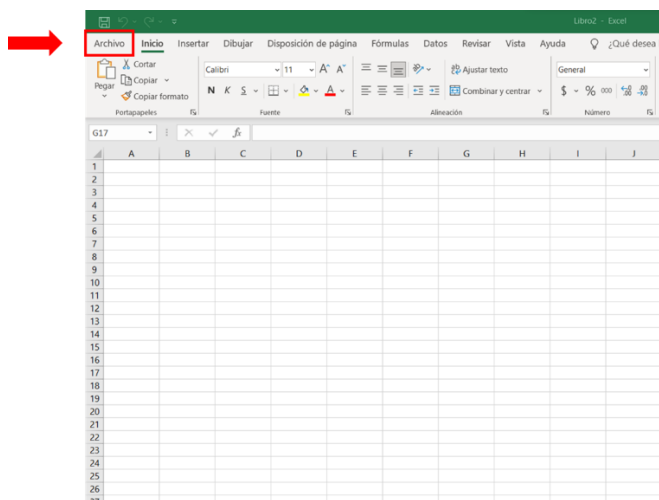 Libro2 - Excel
Archivo Inicio Insertar Dibujar Disposición de página Fórmulas Datos Revisar Vista Ayuda ¿Qué desea
Pegar
Cortar
Copiar
Copiar formato
Portapapeles
Calibri 11 A A
N K S A
Fuente
Ajustar texto
Combinar y centrar
Alineación
General
$ % 000
Número
G17 fx
A B C D E F G H I J
1
2
3
4
5
6
7
8
9
10
11
12
13
14
15
16
17
18
19
20
21
22
23
24
25
26